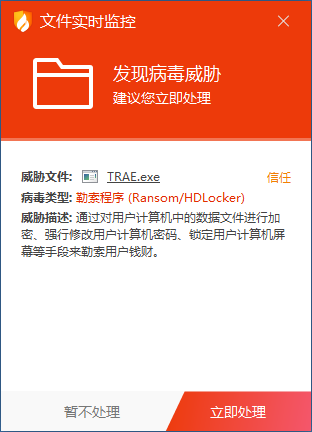 文件实时监控
发现病毒威胁
建议您立即处理
威胁文件: TRAE.exe 信任
病毒类型: 勒索程序 (Ransom/HDLocker)
威胁描述: 通过对用户计算机中的数据文件进行加
密、强行修改用户计算机密码、锁定用户计算机屏
幕等手段来勒索用户钱财。
暂不处理 立即处理